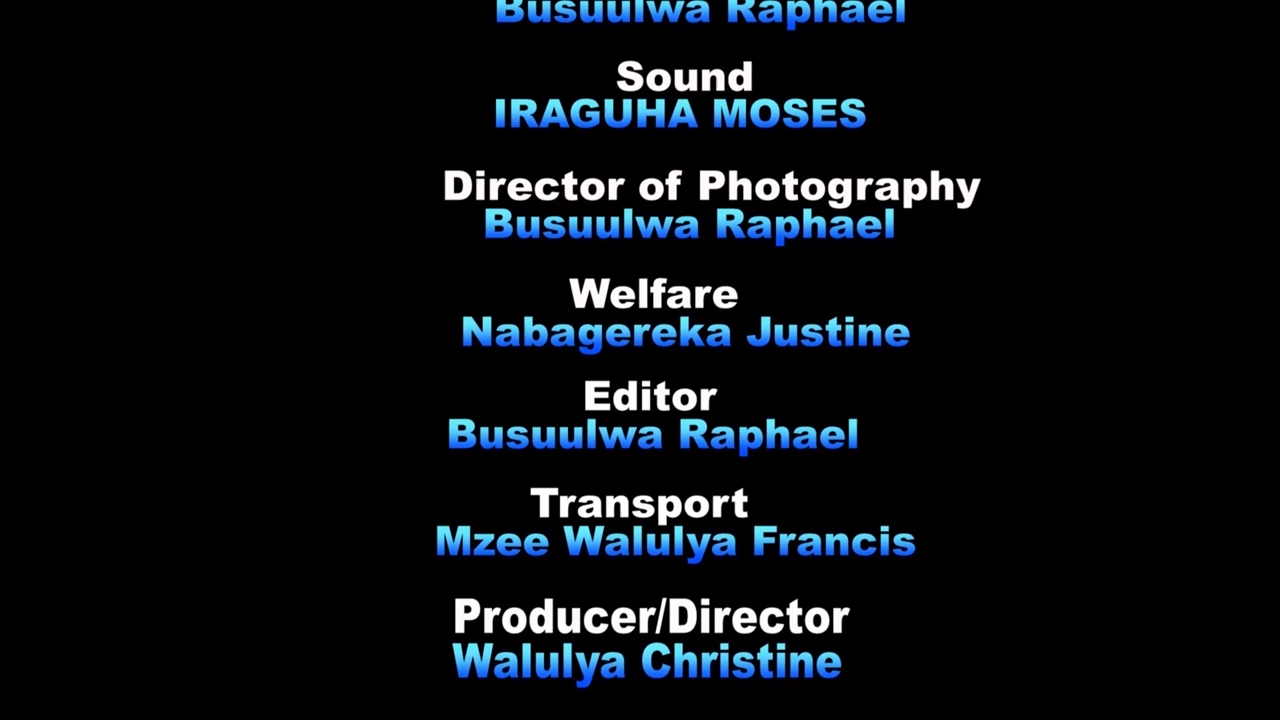 Busuulwa Raphael
Sound
IRAGUHA MOSES
Director of Photography
Busuulwa Raphael
Welfare
Nabagereka Justine
Editor
Busuulwa Raphael
Transport
Mzee Walulya Francis
Producer/Director
Walulya Christine